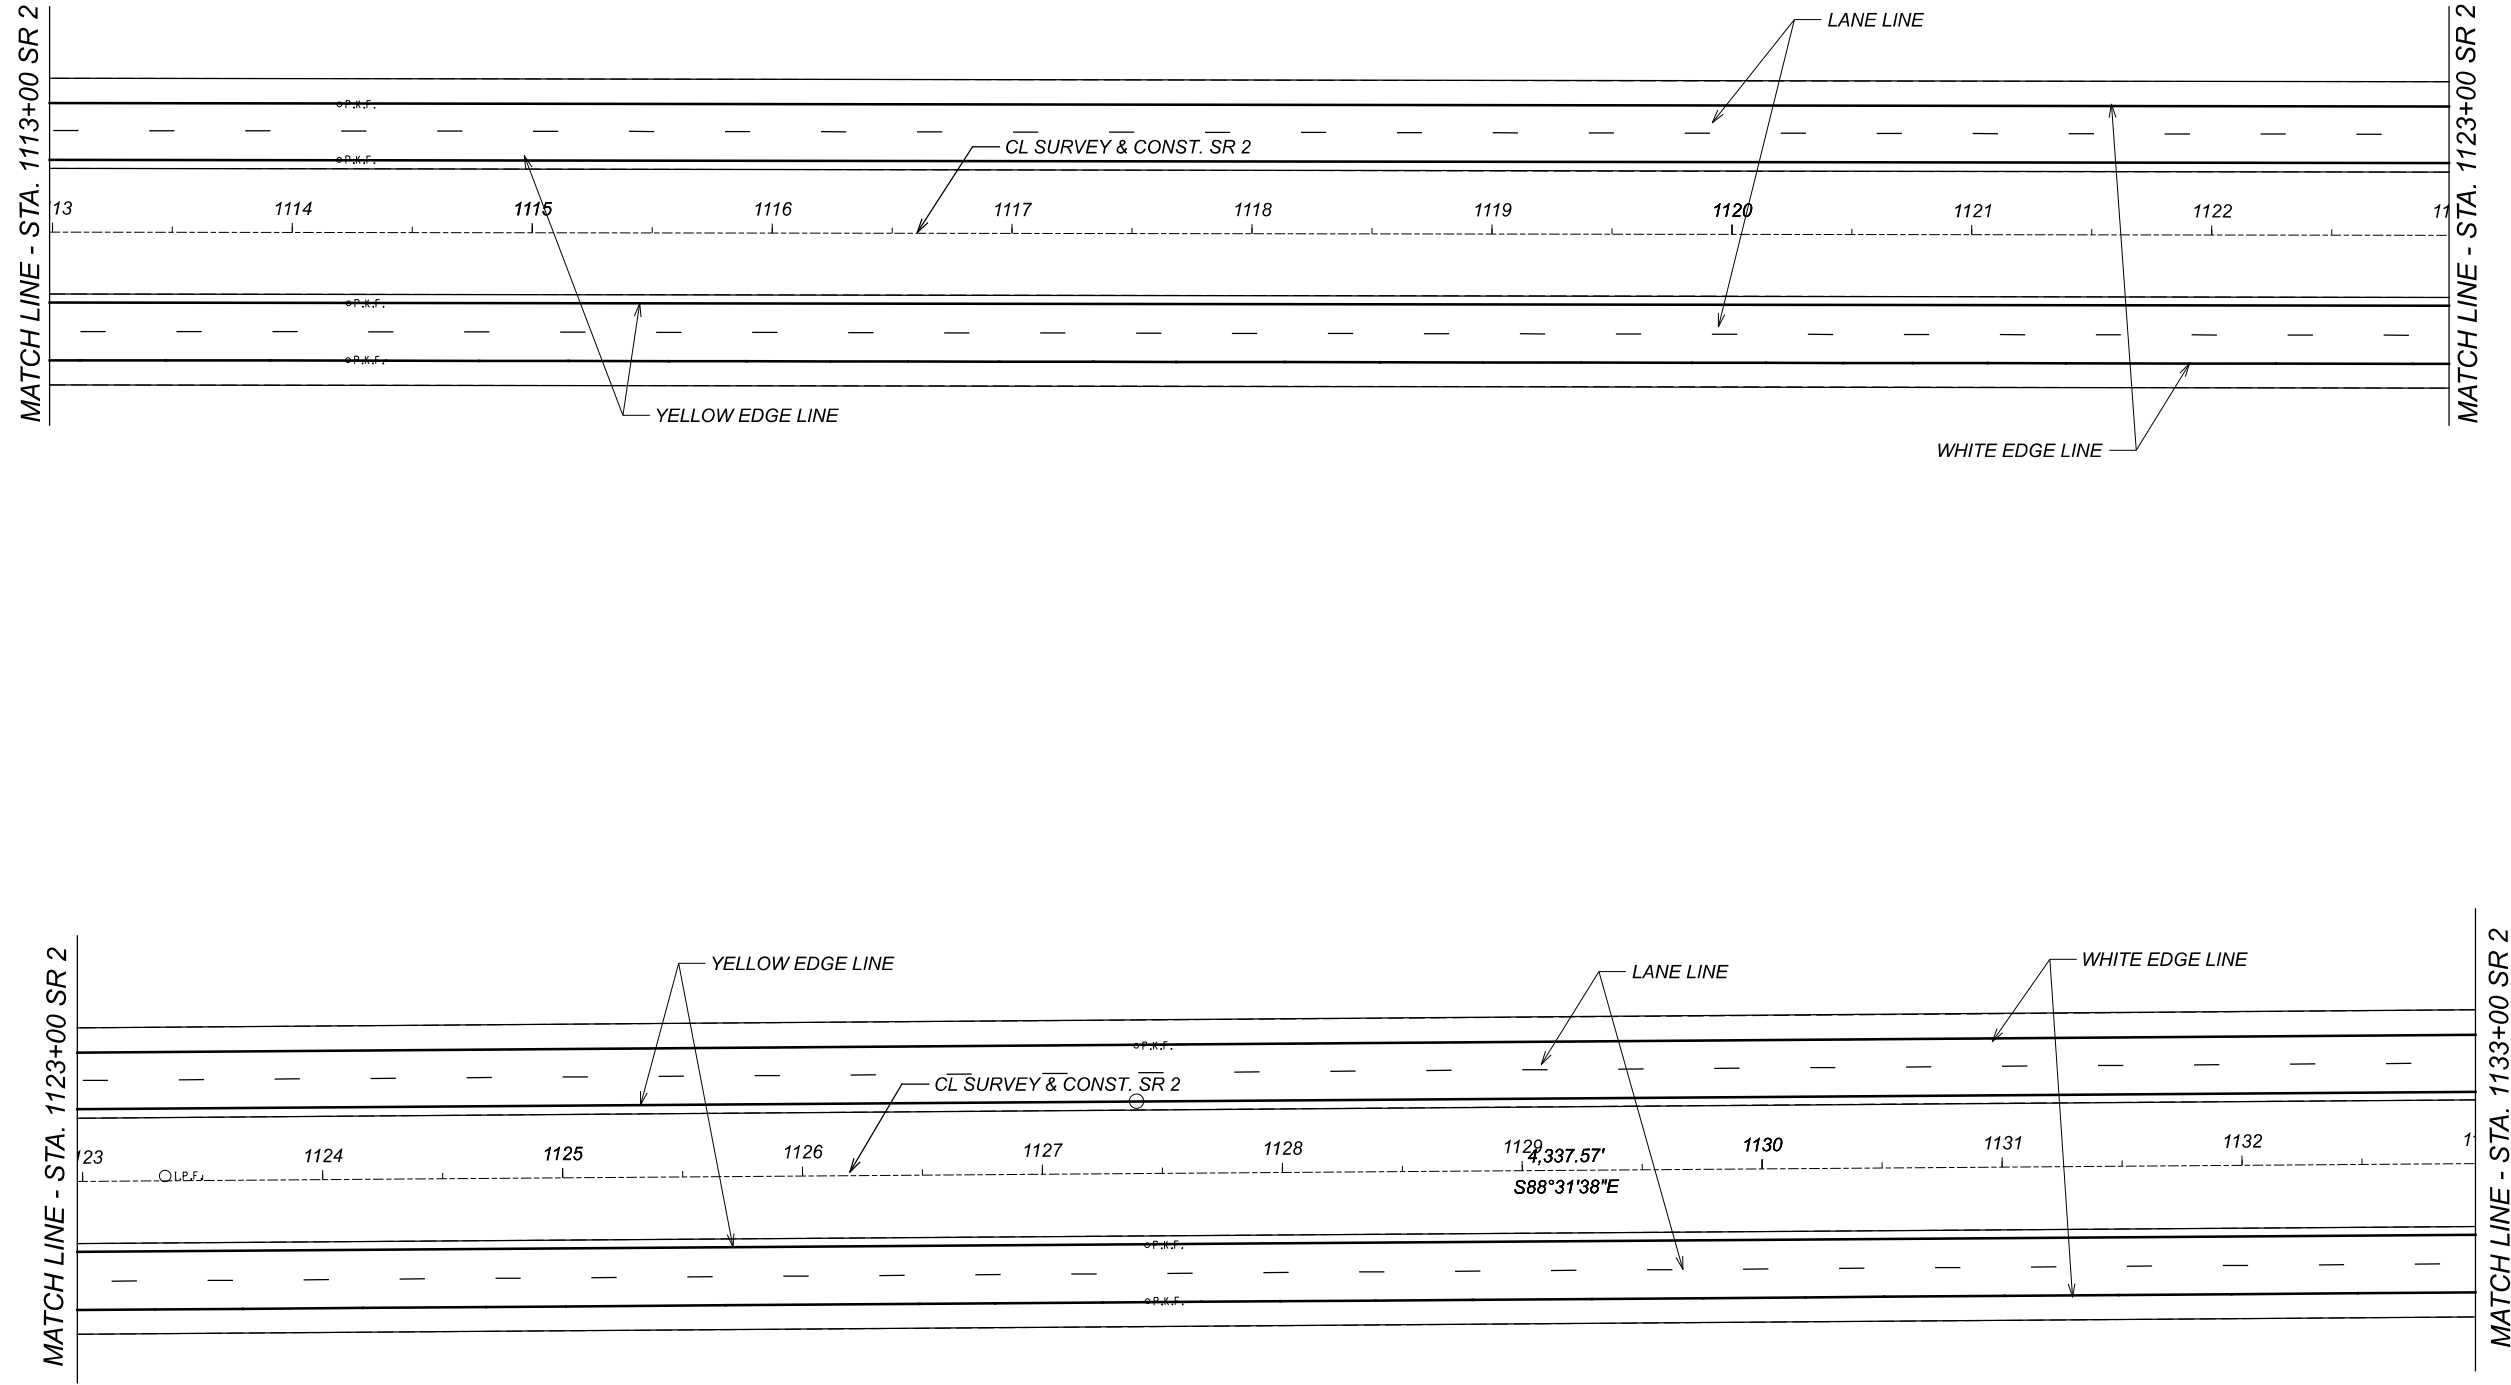 MATCH LINE - STA. 1113+00 SR 2
LANE LINE
MATCH LINE - STA. 1123+00 SR 2
P.K.F.
P.K.F.
CL SURVEY & CONST. SR 2
13 1114 1115 1116 1117 1118 1119 1120 1121 1122 11
P.K.F.
P.K.F.
YELLOW EDGE LINE
WHITE EDGE LINE
MATCH LINE - STA. 1123+00 SR 2
YELLOW EDGE LINE
LANE LINE
WHITE EDGE LINE
MATCH LINE - STA. 1133+00 SR 2
P.K.F.
CL SURVEY & CONST. SR 2
23 1124 1125 1126 1127 1128 1129 1130 1131 1132 1
4,337.57'
I.P.F.
S88°31'38"E
P.K.F.
P.K.F.